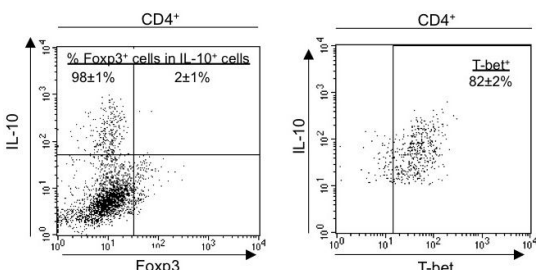 CD4⁺
% Foxp3⁺ cells in IL-10⁺ cells
98±1% 2±1%
IL-10
10⁴
10³
10²
10¹
10⁰
10⁰ 10¹ 10² 10³ 10⁴
Foxp3
CD4⁺
T-bet⁺
82±2%
IL-10
10⁴
10³
10²
10¹
10⁰
10⁰ 10¹ 10² 10³ 10⁴
T-bet